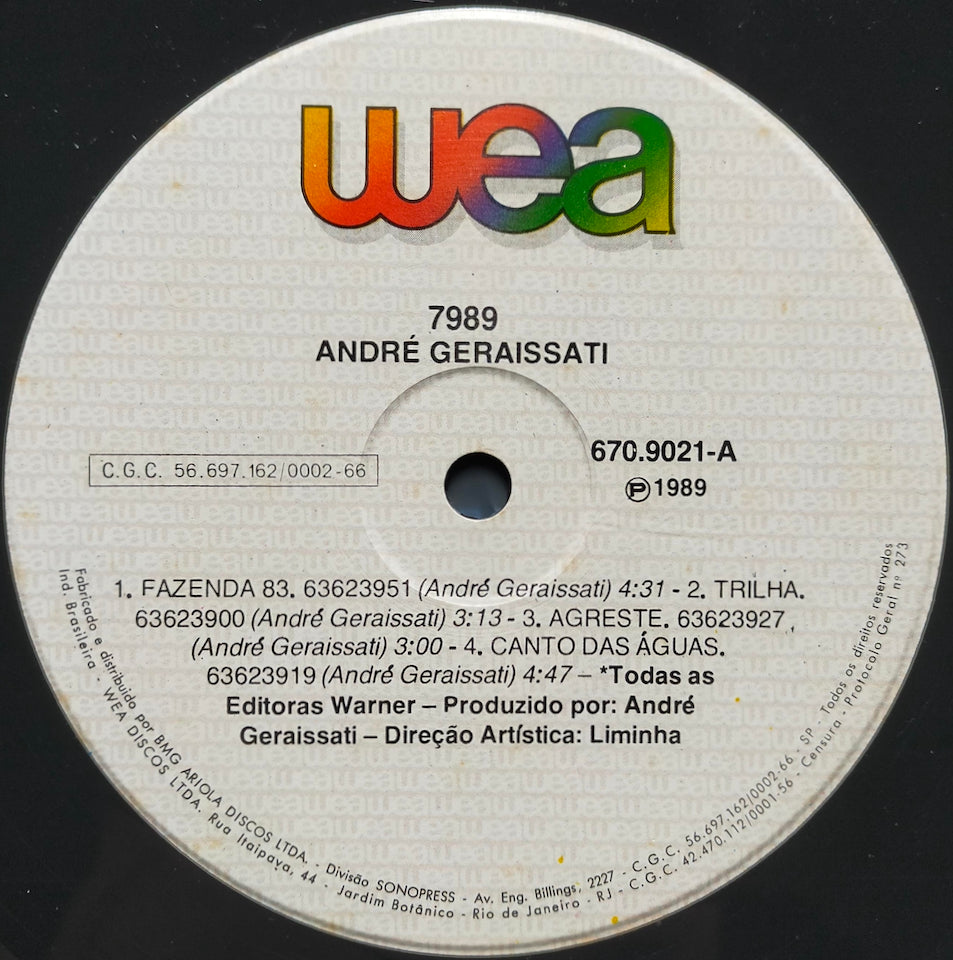 wea
7989
ANDRÉ GERAISSATI
C.G.C. 56.697.162/0002-66
670.9021-A
Ⓟ1989
1. FAZENDA 83. 63623951 (André Geraissati) 4:31 - 2. TRILHA.
63623900 (André Geraissati) 3:13 - 3. AGRESTE. 63623927
(André Geraissati) 3:00 - 4. CANTO DAS ÁGUAS.
63623919 (André Geraissati) 4:47 – *Todas as
Editoras Warner – Produzido por: André
Geraissati – Direção Artística: Liminha
Fabricado e distribuido por BMG ARIOLA DISCOS LTDA. - Divisão SONOPRESS - Av. Eng. Billings, 2227 - C.G.C. 56.697.162/0002-66 - SP - Todos os direitos reservados
Ind. Brasileira - WEA DISCOS LTDA. Rua Itaipava, 44 - Jardim Botânico - Rio de Janeiro - RJ - C.G.C. 42.470.112/0001-56 - Censura - Protocolo Geral nº 273